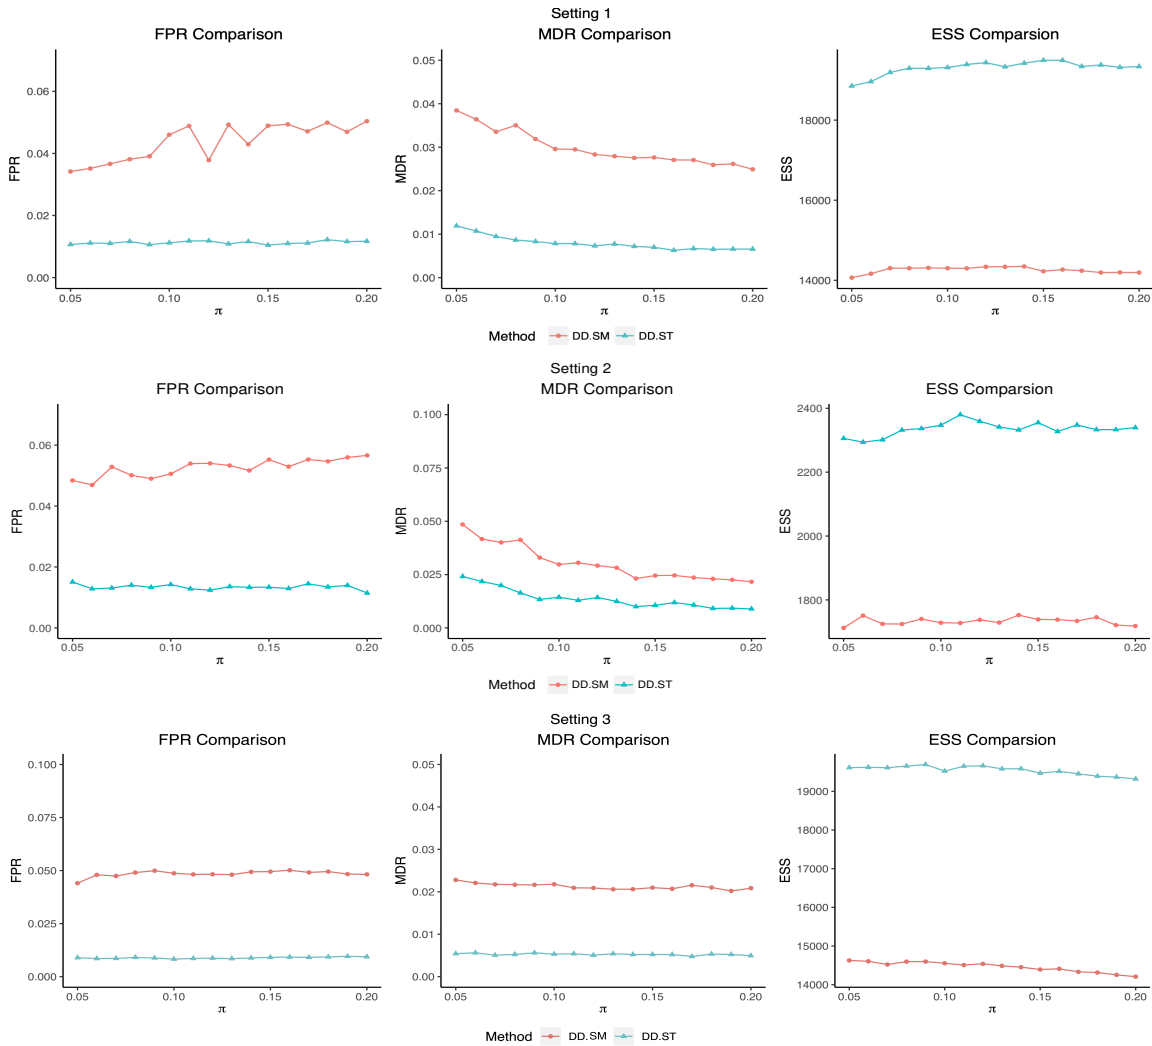 Setting 1
FPR Comparison
MDR Comparison
ESS Comparsion
FPR
0.06
0.04
0.02
0.00
0.05 0.10 0.15 0.20
π
MDR
0.05
0.04
0.03
0.02
0.01
0.00
0.05 0.10 0.15 0.20
π
ESS
18000
16000
14000
0.05 0.10 0.15 0.20
π
Method DD.SM DD.ST
Setting 2
FPR Comparison
MDR Comparison
ESS Comparsion
FPR
0.06
0.04
0.02
0.00
0.05 0.10 0.15 0.20
π
MDR
0.100
0.075
0.050
0.025
0.000
0.05 0.10 0.15 0.20
π
ESS
2400
2200
2000
1800
0.05 0.10 0.15 0.20
π
Method DD.SM DD.ST
Setting 3
FPR Comparison
MDR Comparison
ESS Comparsion
FPR
0.100
0.075
0.050
0.025
0.000
0.05 0.10 0.15 0.20
π
MDR
0.05
0.04
0.03
0.02
0.01
0.00
0.05 0.10 0.15 0.20
π
ESS
19000
18000
17000
16000
15000
14000
0.05 0.10 0.15 0.20
π
Method DD.SM DD.ST